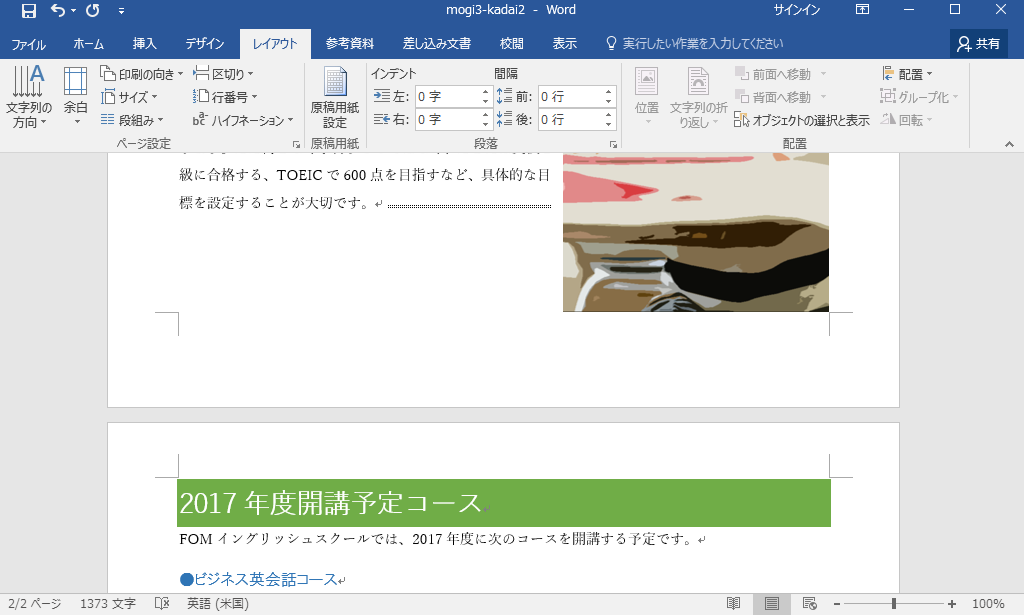 mogi3-kadai2 - Word
サインイン
ファイル ホーム 挿入 デザイン レイアウト 参考資料 差し込み文書 校閲 表示 実行したい作業を入力してください 共有
文字列の方向
余白
印刷の向き
サイズ
段組み
区切り
行番号
ハイフネーション
ページ設定
原稿用紙設定
原稿用紙
インデント
左: 0 字
右: 0 字
間隔
前: 0 行
後: 0 行
段落
位置
文字列の折り返し
前面へ移動
背面へ移動
オブジェクトの選択と表示
配置
グループ化
回転
配置
級に合格する、TOEIC で 600 点を目指すなど、具体的な目
標を設定することが大切です。
2017 年度開講予定コース
FOM イングリッシュスクールでは、2017 年度に次のコースを開講する予定です。
●ビジネス英会話コース
2/2 ページ 1373 文字 英語 (米国) 100%